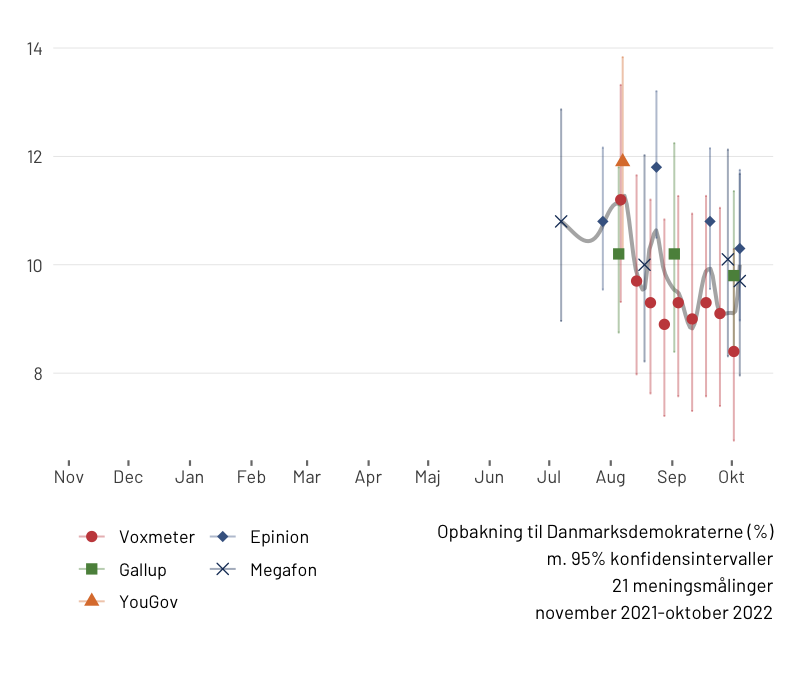 14
12
10
8
Nov Dec Jan Feb Mar Apr Maj Jun Jul Aug Sep Okt
Voxmeter Epinion
Gallup Megafon
YouGov
Opbakning til Danmarksdemokraterne (%)
m. 95% konfidensintervaller
21 meningsmålinger
november 2021-oktober 2022